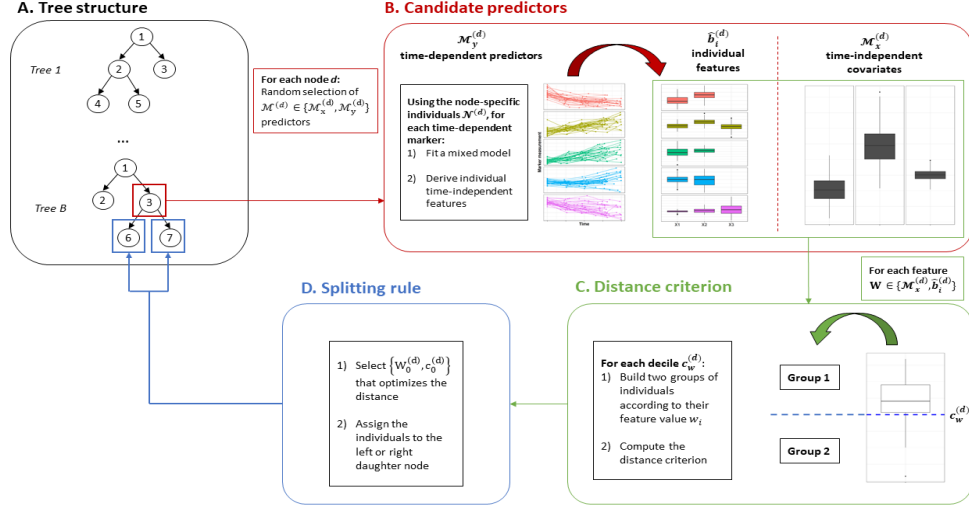 A. Tree structure
Tree 1
1
2
3
4
5
...
1
Tree B
2
3
6
7
For each node d:
Random selection of
𝓜^(d) ∈ {𝓜_x^(d), 𝓜_y^(d)}
predictors
B. Candidate predictors
𝓜_y^(d)
time-dependent predictors
Using the node-specific
individuals 𝓝^(d), for
each time-dependent
marker:
1) Fit a mixed model
2) Derive individual
time-independent
features
Marker measurement
Time
b̂_i^(d)
individual
features
X1
X2
X3
𝓜_x^(d)
time-independent
covariates
For each feature
W ∈ {𝓜_x^(d), b̂_i^(d)}
C. Distance criterion
For each decile c_w^(d):
1) Build two groups of
individuals
according to their
feature value w_i
2) Compute the
distance criterion
Group 1
c_w^(d)
Group 2
D. Splitting rule
1) Select {W_0^(d), c_0^(d)}
that optimizes the
distance
2) Assign the
individuals to the
left or right
daughter node